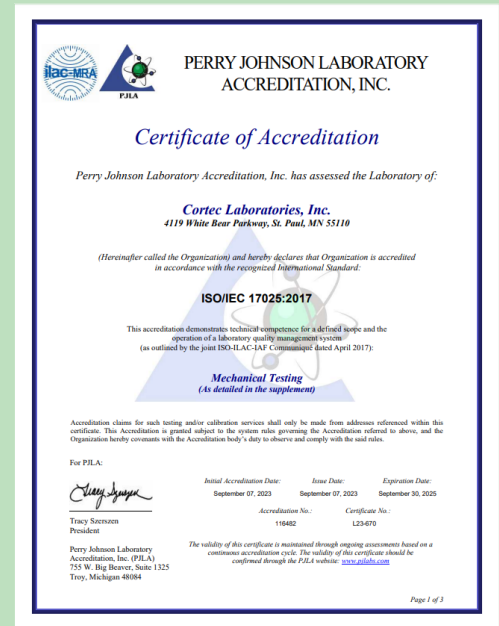 ilac-MRA
PJLA
PERRY JOHNSON LABORATORY
ACCREDITATION, INC.
Certificate of Accreditation
Perry Johnson Laboratory Accreditation, Inc. has assessed the Laboratory of:
Cortec Laboratories, Inc.
4119 White Bear Parkway, St. Paul, MN 55110
(Hereinafter called the Organization) and hereby declares that Organization is accredited
in accordance with the recognized International Standard:
ISO/IEC 17025:2017
This accreditation demonstrates technical competence for a defined scope and the
operation of a laboratory quality management system
(as outlined by the joint ISO-ILAC-IAF Communiqué dated April 2017):
Mechanical Testing
(As detailed in the supplement)
Accreditation claims for such testing and/or calibration services shall only be made from addresses referenced within this
certificate. This Accreditation is granted subject to the system rules governing the Accreditation referred to above, and the
Organization hereby covenants with the Accreditation body's duty to observe and comply with the said rules.
For PJLA:
Tracy Szerszen
Tracy Szerszen
President
Perry Johnson Laboratory
Accreditation, Inc. (PJLA)
755 W. Big Beaver, Suite 1325
Troy, Michigan 48084
Initial Accreditation Date: Issue Date: Expiration Date:
September 07, 2023 September 07, 2023 September 30, 2025
Accreditation No.: Certificate No.:
116482 L23-670
The validity of this certificate is maintained through ongoing assessments based on a
continuous accreditation cycle. The validity of this certificate should be
confirmed through the PJLA website: www.pjlabs.com
Page 1 of 3